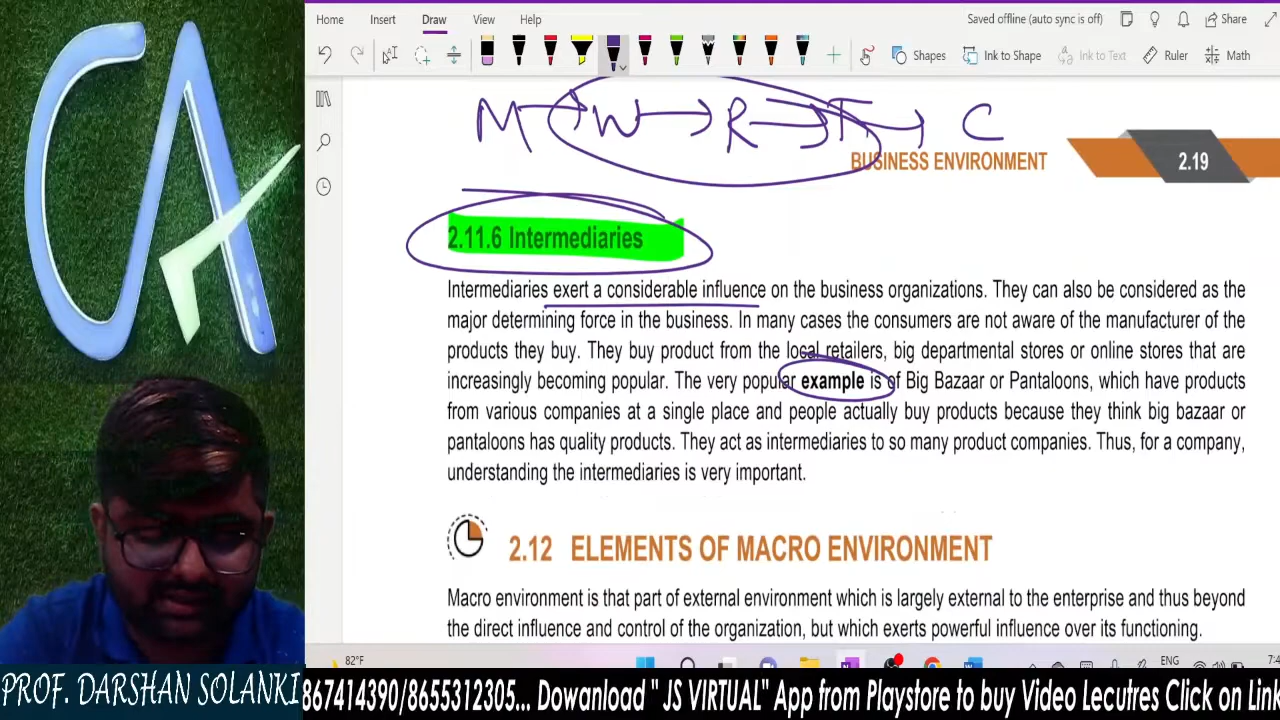 Home Insert Draw View Help Saved offline (auto sync is off) Share
Shapes Ink to Shape Ink to Text Ruler Math
CA
M W R C
BUSINESS ENVIRONMENT 2.19
2.11.6 Intermediaries
Intermediaries exert a considerable influence on the business organizations. They can also be considered as the
major determining force in the business. In many cases the consumers are not aware of the manufacturer of the
products they buy. They buy product from the local retailers, big departmental stores or online stores that are
increasingly becoming popular. The very popular example is of Big Bazaar or Pantaloons, which have products
from various companies at a single place and people actually buy products because they think big bazaar or
pantaloons has quality products. They act as intermediaries to so many product companies. Thus, for a company,
understanding the intermediaries is very important.
2.12 ELEMENTS OF MACRO ENVIRONMENT
Macro environment is that part of external environment which is largely external to the enterprise and thus beyond
the direct influence and control of the organization, but which exerts powerful influence over its functioning.
82°F ENG 7:4
PROF. DARSHAN SOLANKI 867414390/8655312305... Dowanload " JS VIRTUAL" App from Playstore to buy Video Lecutres Click on Link